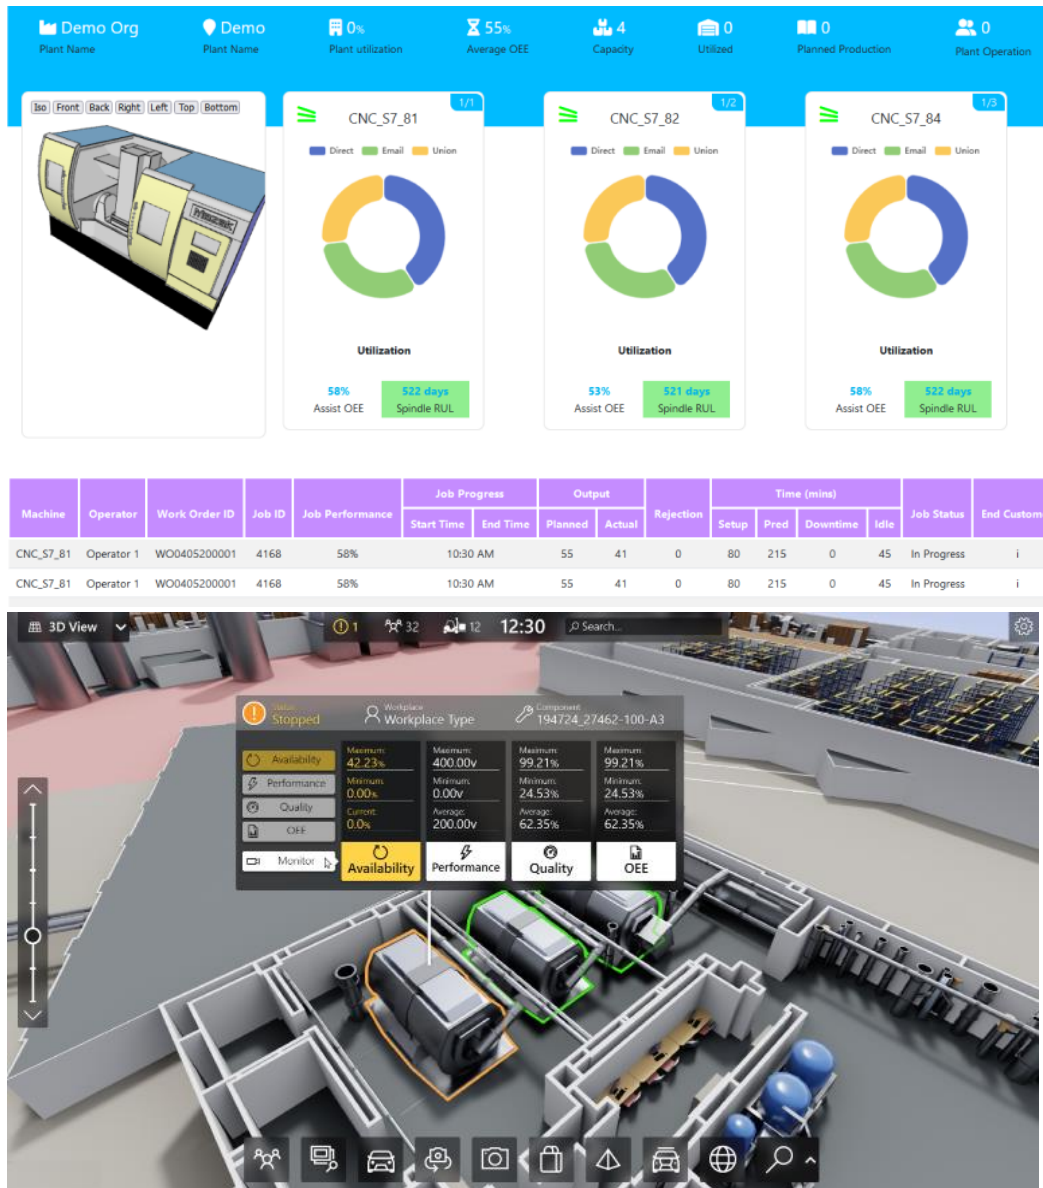 Demo Org Demo 0% 55% 4 0 0 0
Plant Name Plant Name Plant utilization Average OEE Capacity Utilized Planned Production Plant Operation
Iso Front Back Right Left Top Bottom
1/1
CNC_S7_81
Direct Email Union
Utilization
58% 522 days
Assist OEE Spindle RUL
1/2
CNC_S7_82
Direct Email Union
Utilization
53% 521 days
Assist OEE Spindle RUL
1/3
CNC_S7_84
Direct Email Union
Utilization
58% 522 days
Assist OEE Spindle RUL
Job Progress Output Time (mins)
Machine Operator Work Order ID Job ID Job Performance Rejection Job Status End Custome
Start Time End Time Planned Actual Setup Pred Downtime Idle
CNC_S7_81 Operator 1 WO0405200001 4168 58% 10:30 AM 55 41 0 80 215 0 45 In Progress i
CNC_S7_81 Operator 1 WO0405200001 4168 58% 10:30 AM 55 41 0 80 215 0 45 In Progress i
3D View 1 32 12 12:30 Search...
Status Workplace Component
Stopped Workplace Type 194724_27462-100-A3
Availability
Performance
Quality
OEE
Monitor
Maximum: Maximum: Maximum: Maximum:
42.23% 400.00v 99.21% 99.21%
Minimum: Minimum: Minimum: Minimum:
0.00% 0.00v 24.53% 24.53%
Current: Average: Average: Average:
0.0% 200.00v 62.35% 62.35%
Availability Performance Quality OEE